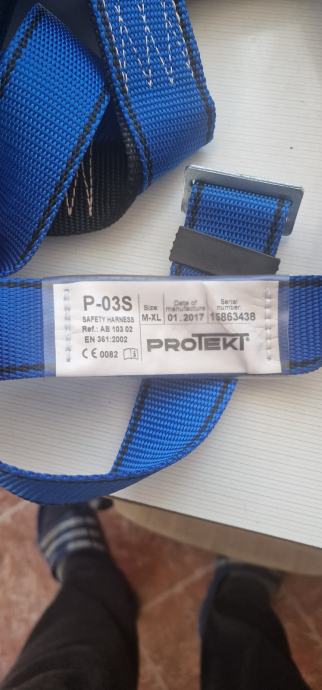 P-03S
SAFETY HARNESS
Ref.: AB 103 02
EN 361:2002
CE 0082
Size:
M-XL
Date of manufacture:
01.2017
Serial number:
15863438
PROTEKT